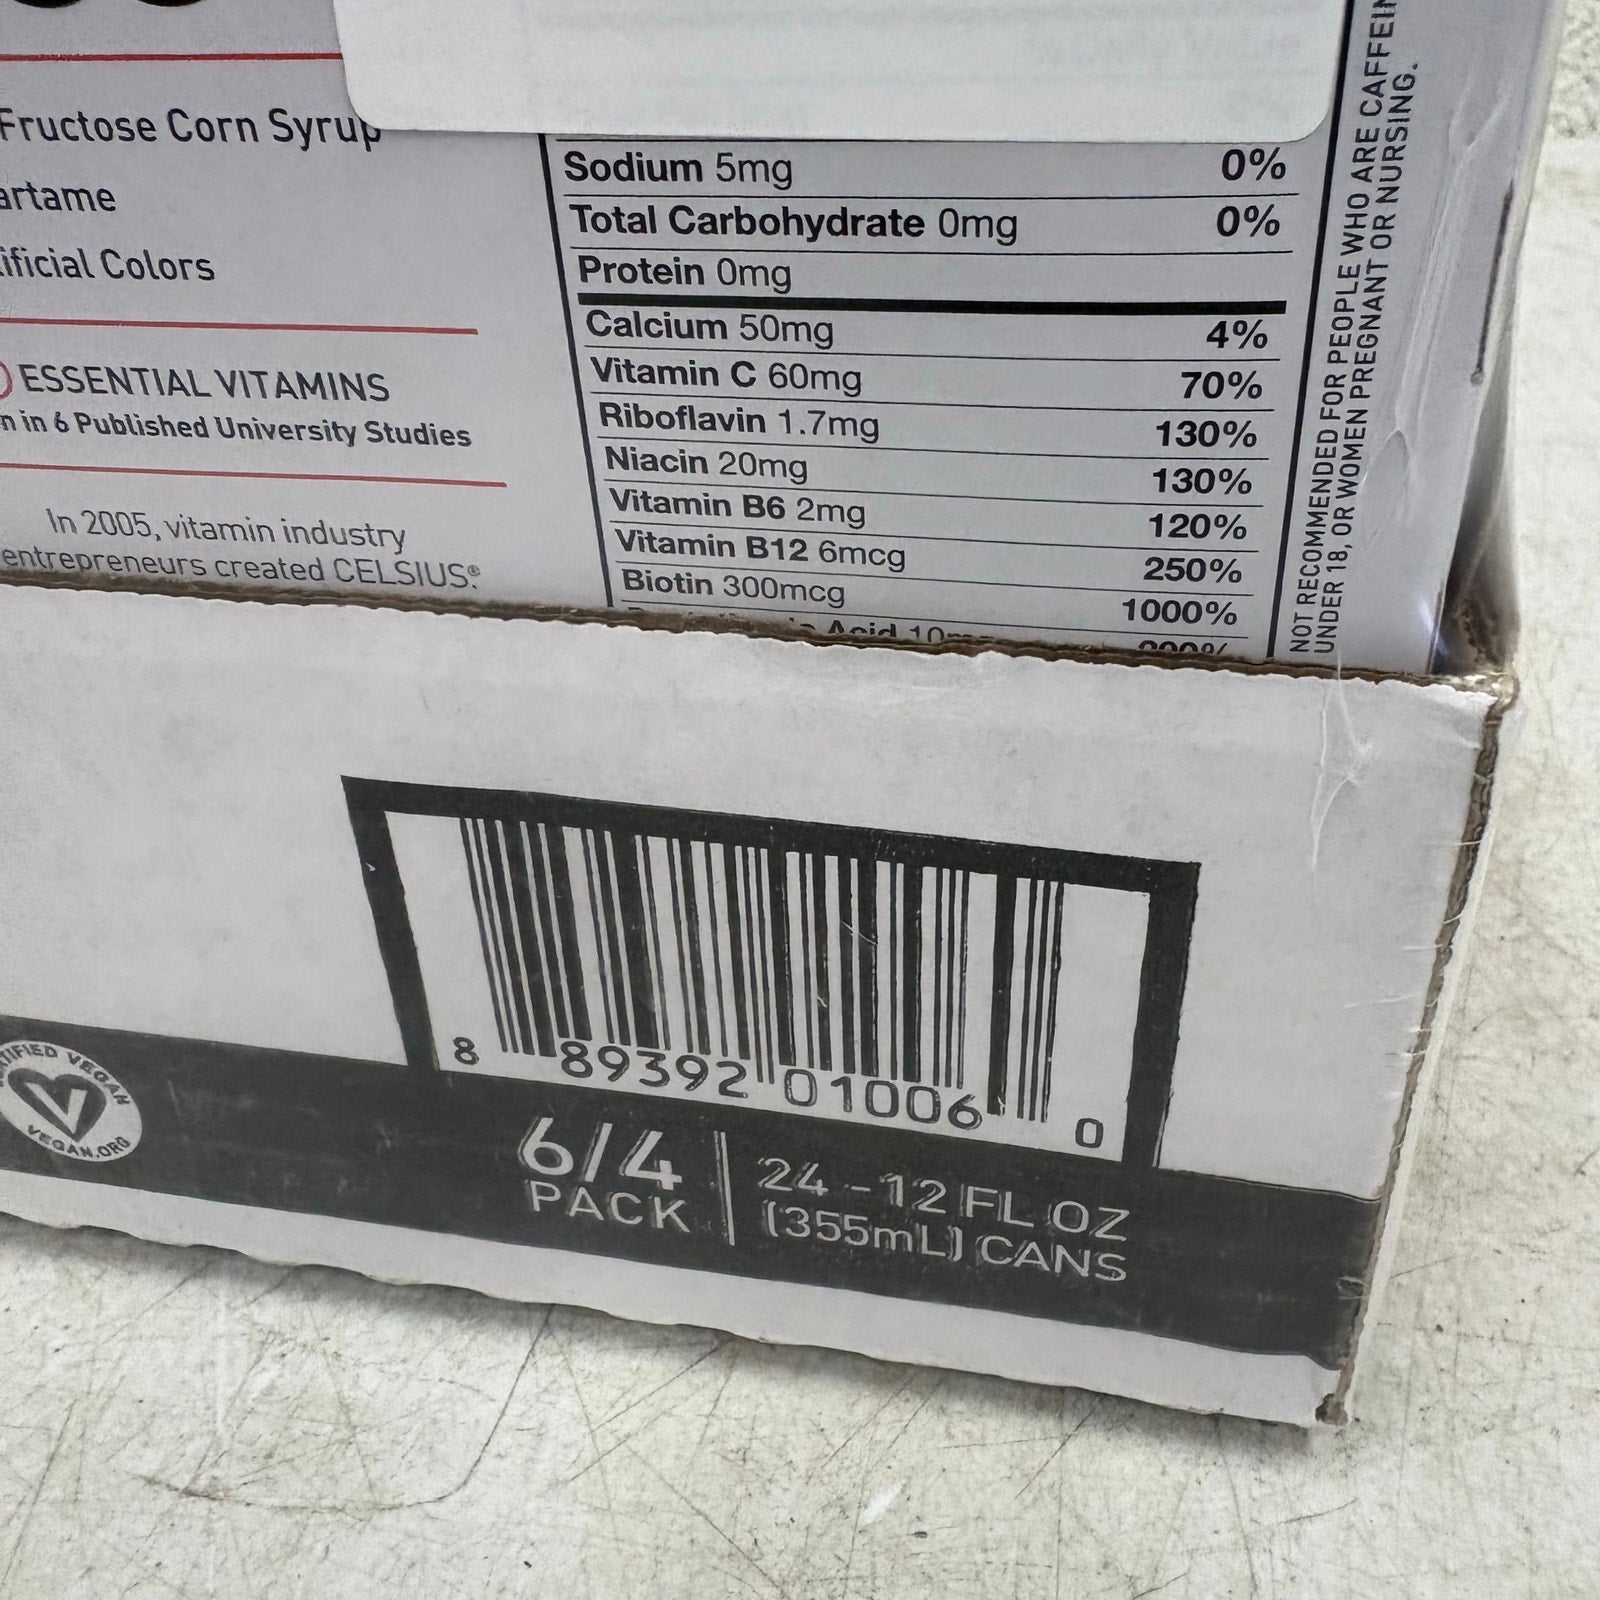 Fructose Corn Syrup
artame
ificial Colors
ESSENTIAL VITAMINS
n in 6 Published University Studies
In 2005, vitamin industry
entrepreneurs created CELSIUS.®
Sodium 5mg 0%
Total Carbohydrate 0mg 0%
Protein 0mg
Calcium 50mg 4%
Vitamin C 60mg 70%
Riboflavin 1.7mg 130%
Niacin 20mg 130%
Vitamin B6 2mg 120%
Vitamin B12 6mcg 250%
Biotin 300mcg 1000%
Acid 10m
NOT RECOMMENDED FOR PEOPLE WHO ARE CAFFEIN
UNDER 18, OR WOMEN PREGNANT OR NURSING.
8 89392 01006 0
TIFIED VEGAN
VEGAN.ORG
6/4
PACK
24 - 12 FL OZ
(355mL) CANS